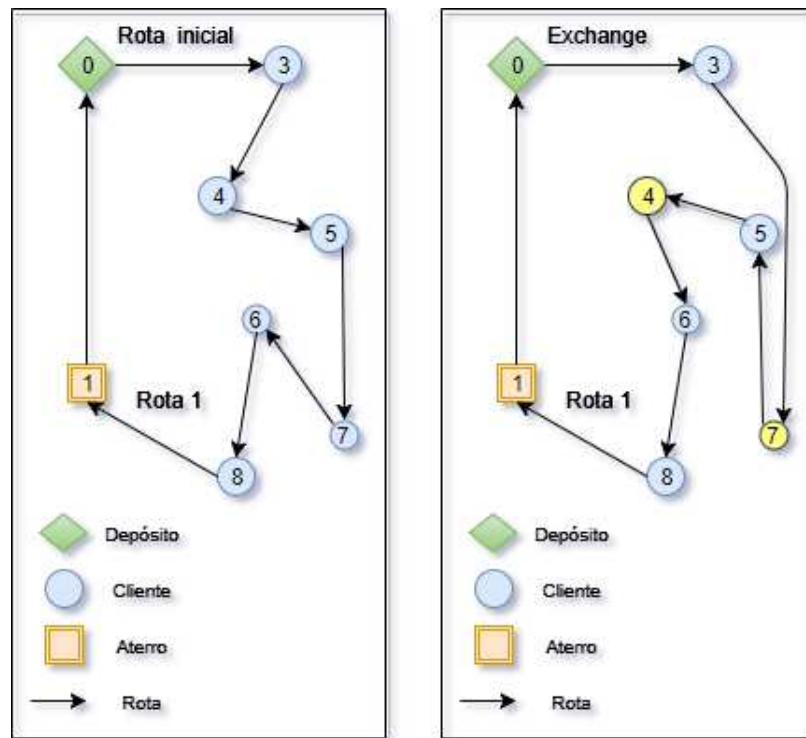 Rota inicial
0
3
4
5
6
1
Rota 1
7
8
Depósito
Cliente
Aterro
Rota
Exchange
0
3
4
5
6
1
Rota 1
7
8
Depósito
Cliente
Aterro
Rota